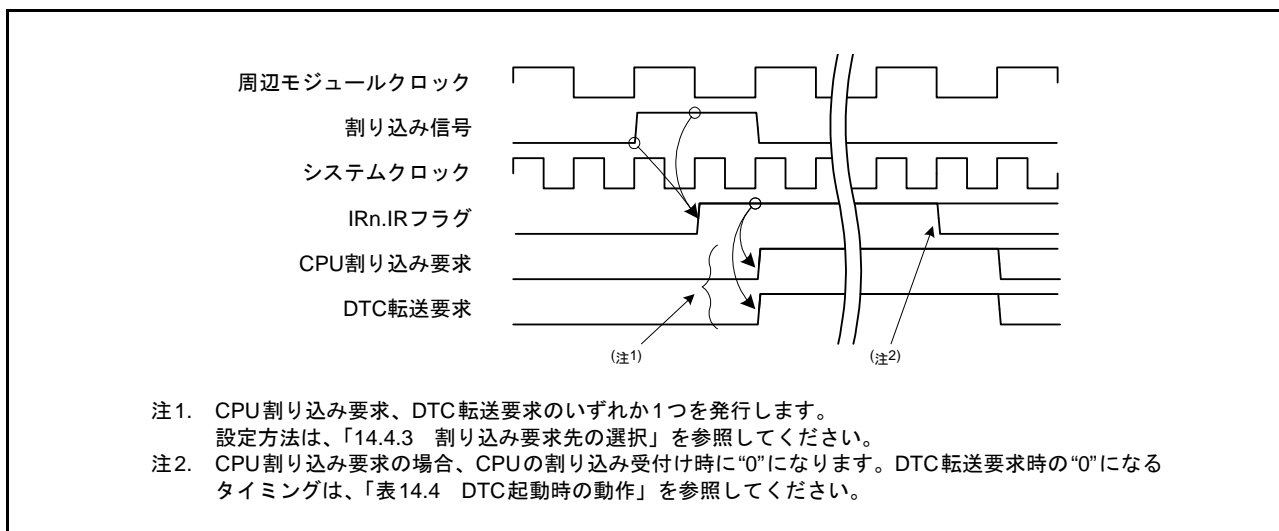 周辺モジュールクロック
割り込み信号
システムクロック
IRn.IRフラグ
CPU割り込み要求
DTC転送要求
(注1)
(注2)
注1. CPU割り込み要求、DTC転送要求のいずれか1つを発行します。
設定方法は、「14.4.3 割り込み要求先の選択」を参照してください。
注2. CPU割り込み要求の場合、CPUの割り込み受付け時に“0”になります。DTC転送要求時の“0”になる
タイミングは、「表14.4 DTC起動時の動作」を参照してください。